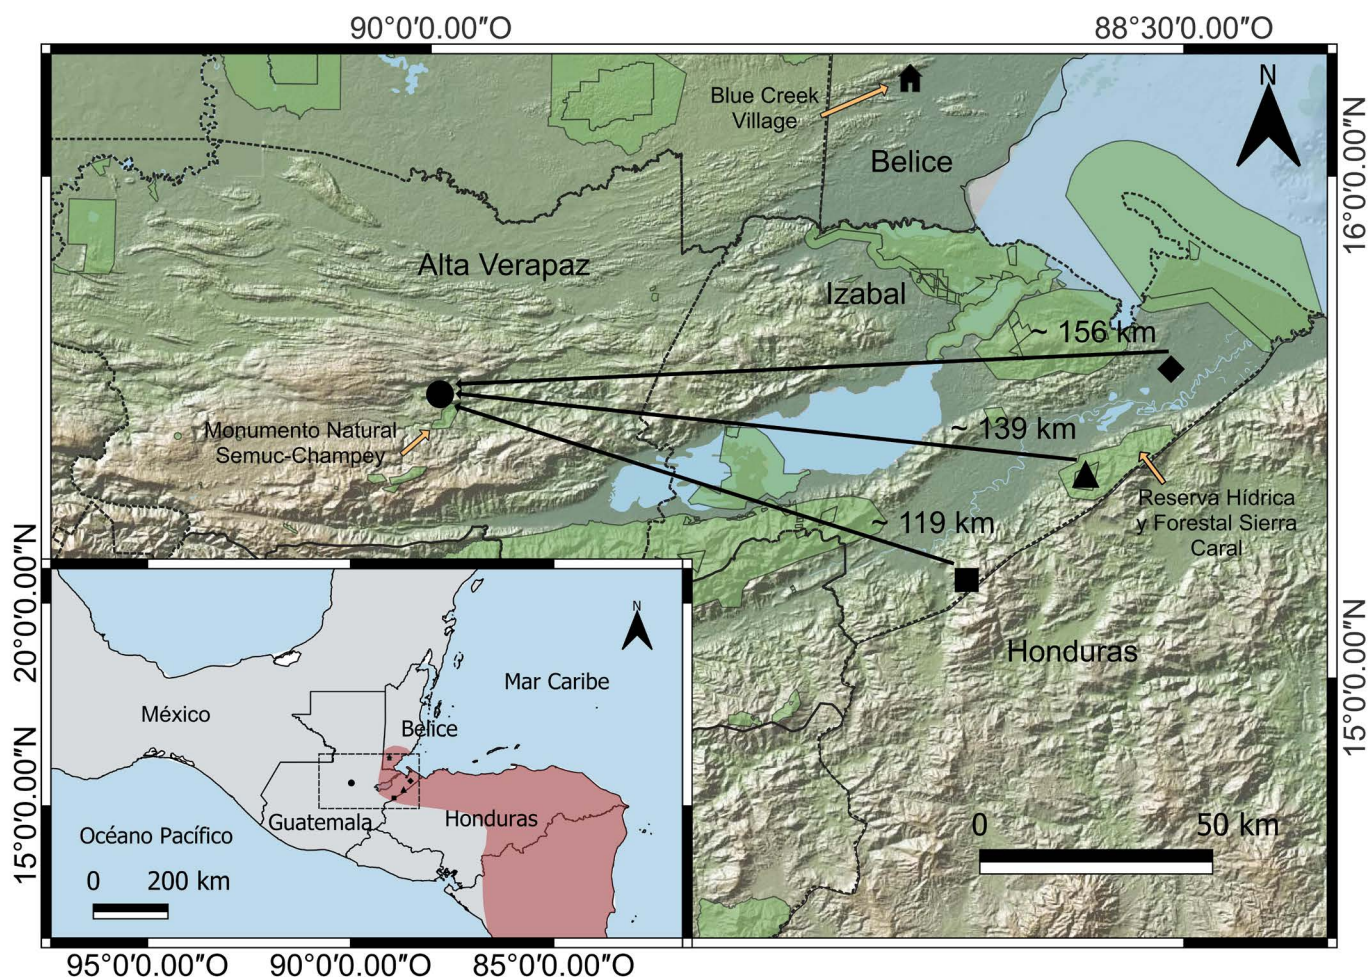 90°0′0.00″O
88°30′0.00″O
N
Blue Creek
Village
Belice
16°0′0.00″N
Alta Verapaz
Izabal
~ 156 km
~ 139 km
Monumento Natural
Semuc-Champey
Reserva Hídrica
y Forestal Sierra
Caral
~ 119 km
Honduras
15°0′0.00″N
0
50 km
20°0′0.00″N
N
Mar Caribe
México
Belice
15°0′0.00″N
Guatemala
Honduras
Océano Pacífico
0
200 km
95°0′0.00″O
90°0′0.00″O
85°0′0.00″O